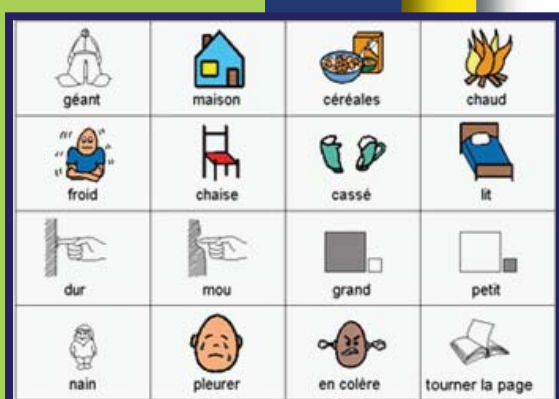 géant maison céréales chaud
froid chaise cassé lit
dur mou grand petit
nain pleurer en colère tourner la page